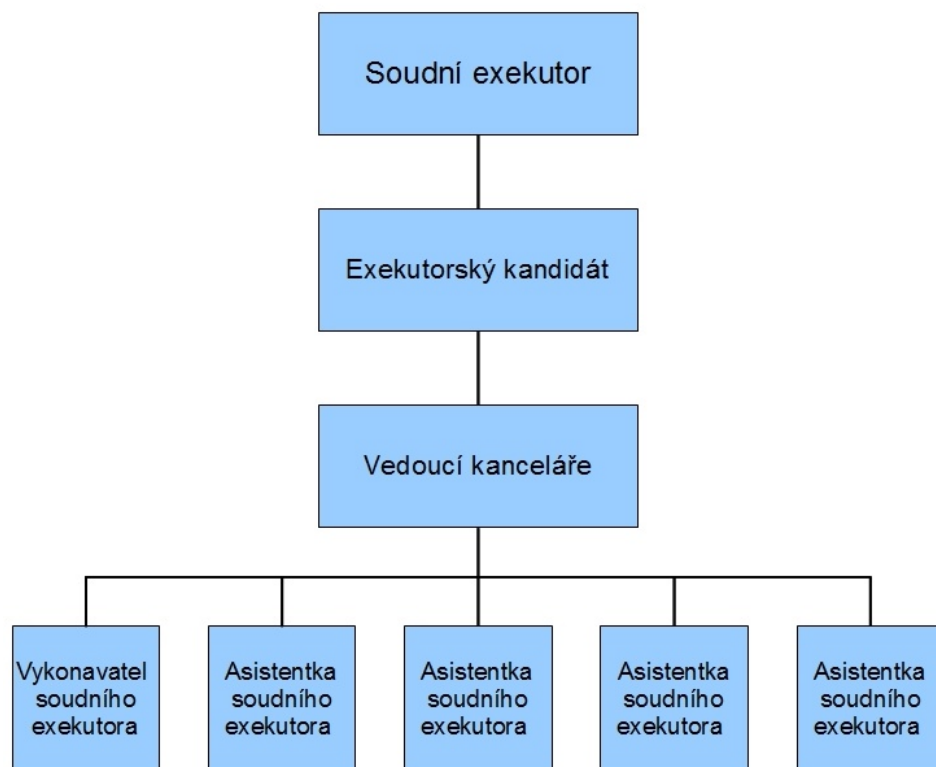 Soudní exekutor
Exekutorský kandidát
Vedoucí kanceláře
Vykonavatel
soudního
exekutora
Asistentka
soudního
exekutora
Asistentka
soudního
exekutora
Asistentka
soudního
exekutora
Asistentka
soudního
exekutora